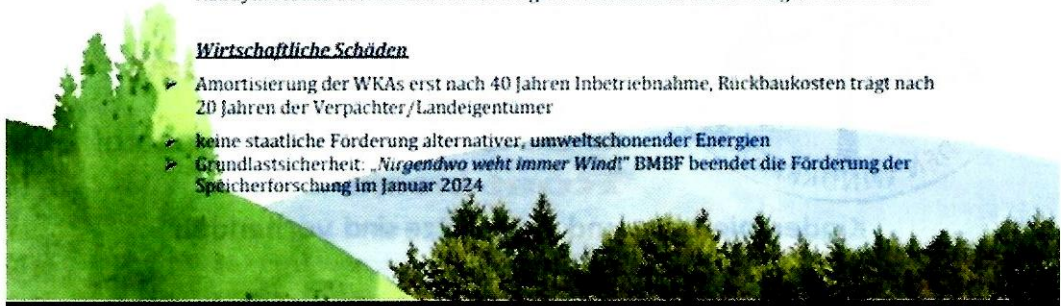 Wirtschaftliche Schäden
➢ Amortisierung der WKAs erst nach 40 Jahren Inbetriebnahme, Rückbaukosten trägt nach
20 Jahren der Verpächter/Landeigentümer
➢ keine staatliche Förderung alternativer, umweltschonender Energien
➢ Grundlastsicherheit: „Nirgendwo weht immer Wind!" BMBF beendet die Förderung der
Speicherforschung im Januar 2024